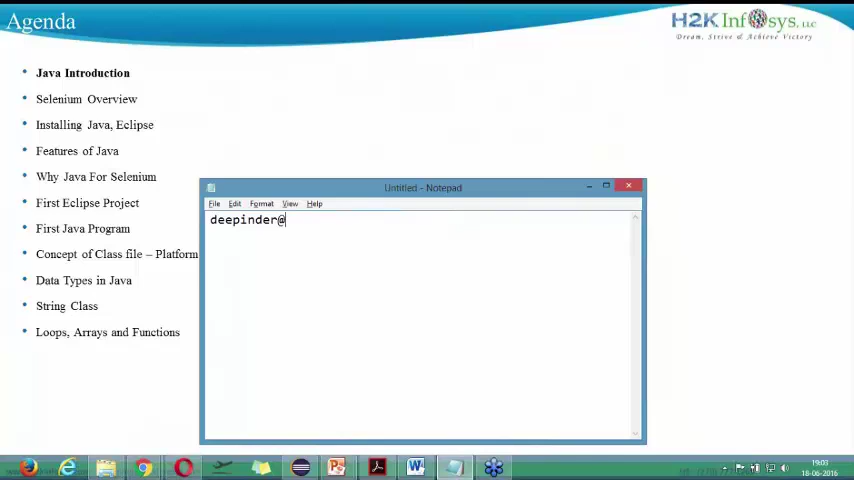 Agenda
H2K Infosys, LLC
Dream, Strive & Achieve Victory
• Java Introduction
• Selenium Overview
• Installing Java, Eclipse
• Features of Java
• Why Java For Selenium
• First Eclipse Project
• First Java Program
• Concept of Class file – Platform
• Data Types in Java
• String Class
• Loops, Arrays and Functions
Untitled - Notepad
File Edit Format View Help
deepinder@
19:03
18-06-2016